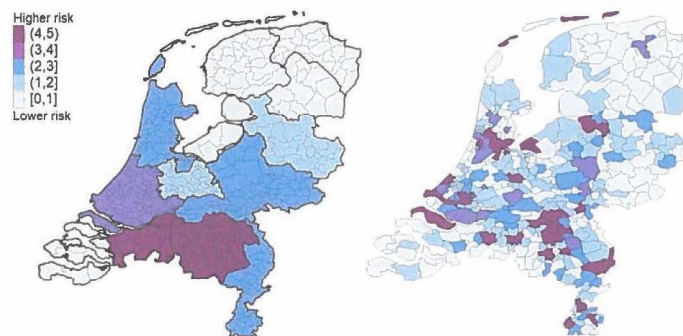 Higher risk
(4,5)
(3,4]
(2,3]
(1,2]
[0,1]
Lower risk